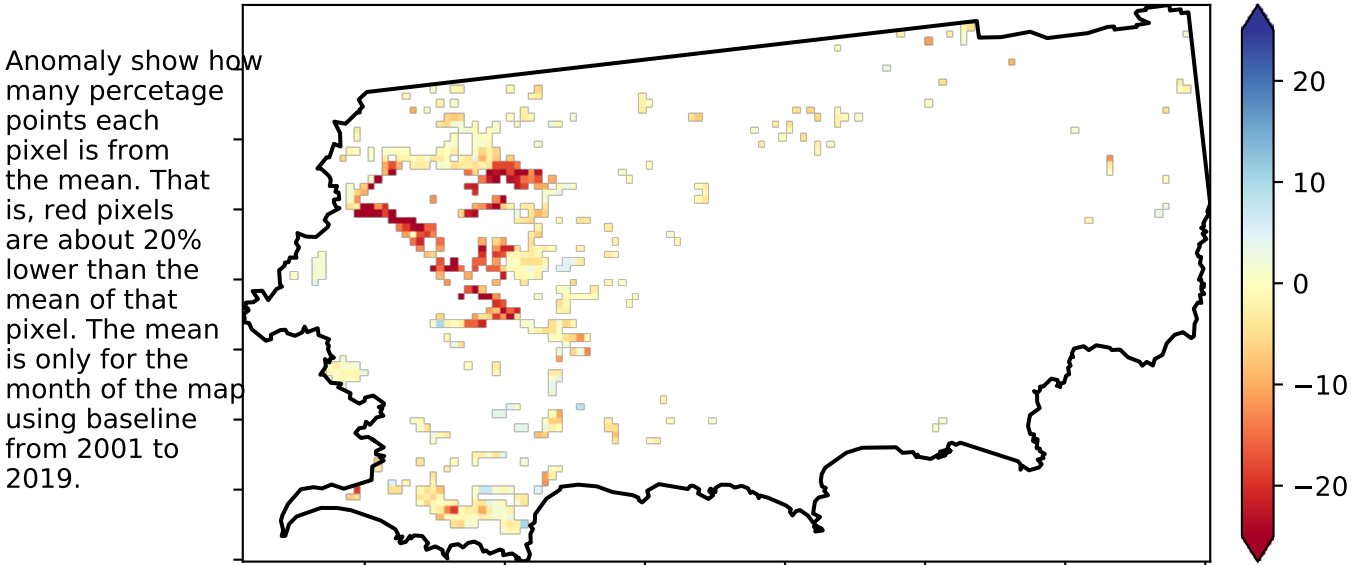 Anomaly show how
many percetage
points each
pixel is from
the mean. That
is, red pixels
are about 20%
lower than the
mean of that
pixel. The mean
is only for the
month of the map
using baseline
from 2001 to
2019.
20
10
0
−10
−20